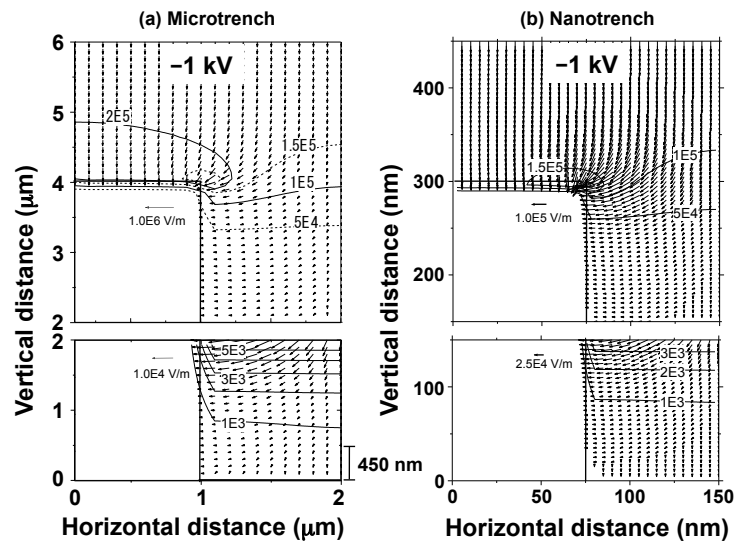 (a) Microtrench
(b) Nanotrench
−1 kV
−1 kV
6
5
4
3
2
2
1
0
0
1
2
400
300
200
100
0
0
50
100
150
2E5
1.5E5
1E5
5E4
1.0E6 V/m
5E3
3E3
1E3
1.0E4 V/m
450 nm
1.5E5
1E5
5E4
1.0E5 V/m
3E3
2E3
1E3
2.5E4 V/m
Vertical distance (μm)
Vertical distance (nm)
Horizontal distance (μm)
Horizontal distance (nm)